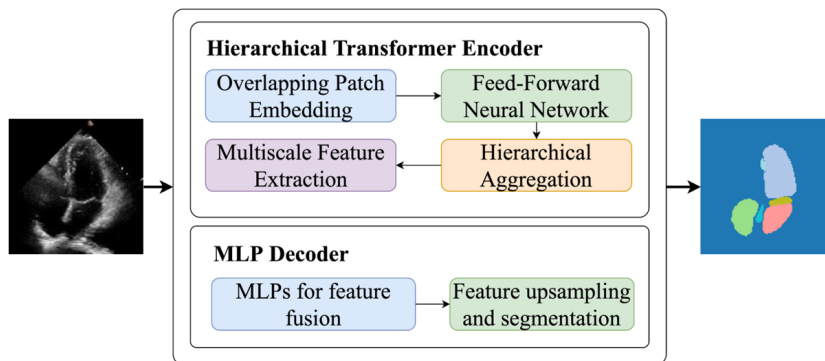 Hierarchical Transformer Encoder
Overlapping Patch
Embedding
Feed-Forward
Neural Network
Multiscale Feature
Extraction
Hierarchical
Aggregation
MLP Decoder
MLPs for feature
fusion
Feature upsampling
and segmentation